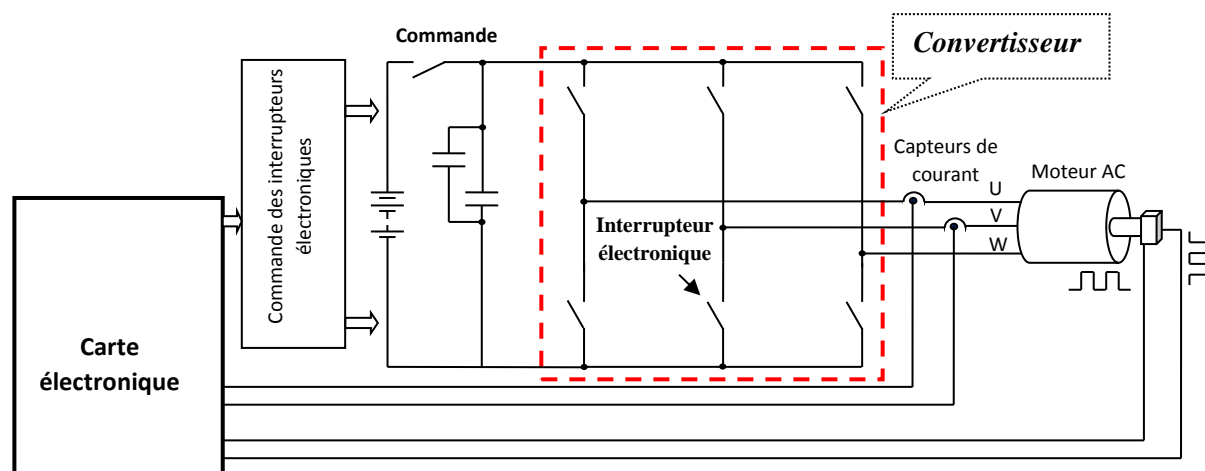 Commande
Convertisseur
Commande des interrupteurs
électroniques
Capteurs de
courant
Moteur AC
U
V
W
Interrupteur
électronique
Carte
électronique